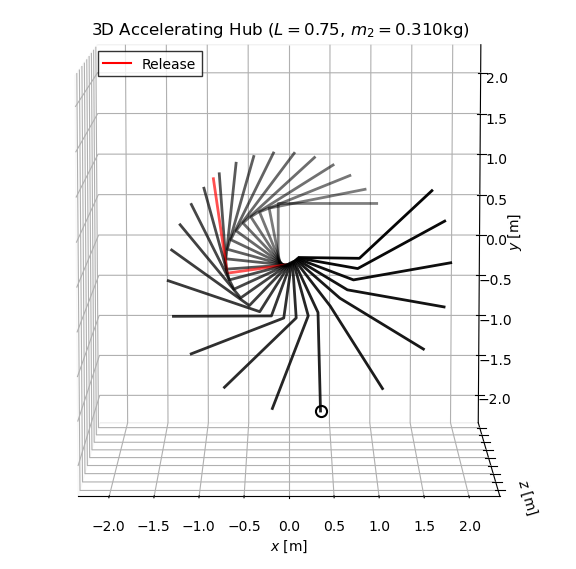 3D Accelerating Hub (L = 0.75, m₂ = 0.310kg)
Release
2.0
1.5
1.0
0.5
0.0
y [m]
−0.5
−1.0
−1.5
−2.0
z [m]
−2.0 −1.5 −1.0 −0.5 0.0 0.5 1.0 1.5 2.0
x [m]